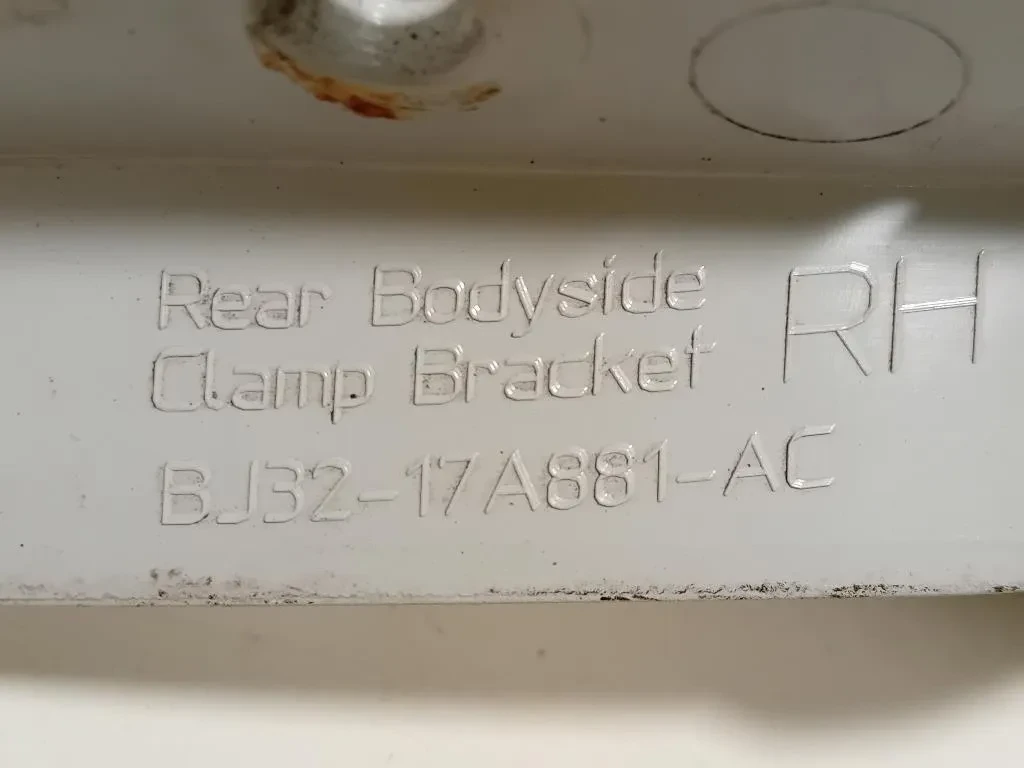 Rear Bodyside RH
Clamp Bracket
BJ32-17A881-AC